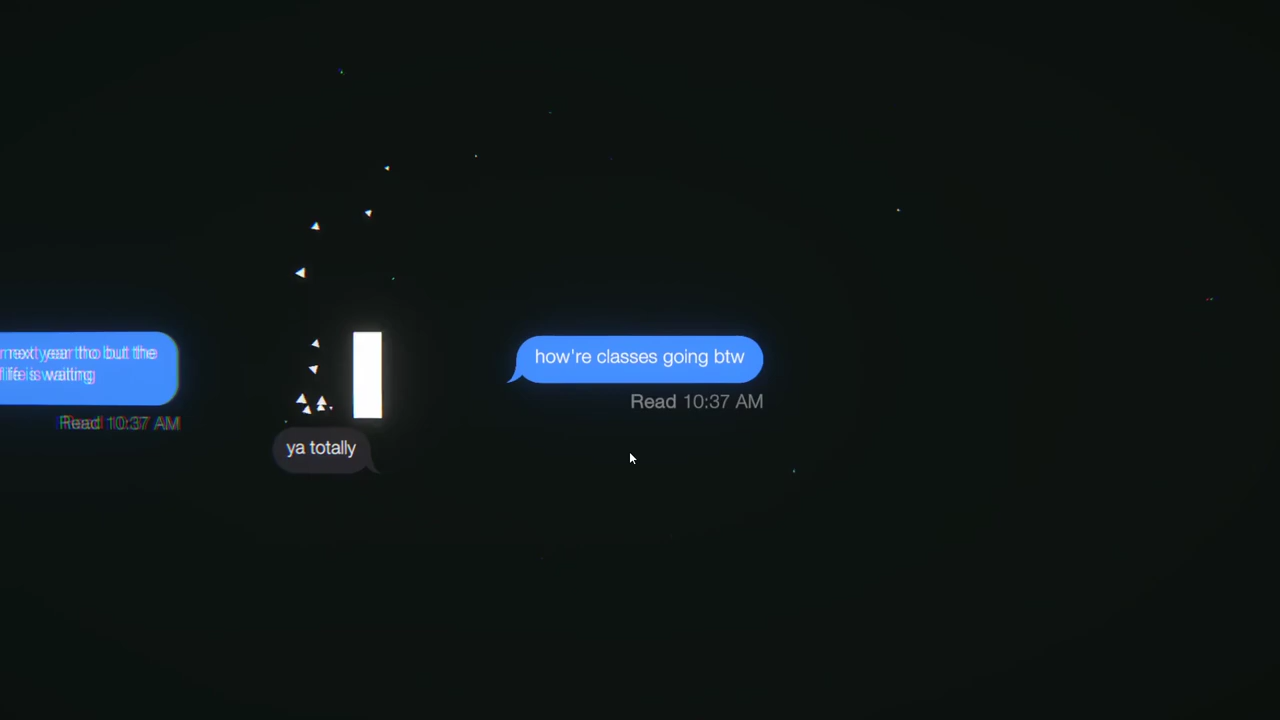 next year tho but the
life is waiting
Read 10:37 AM
ya totally
how're classes going btw
Read 10:37 AM